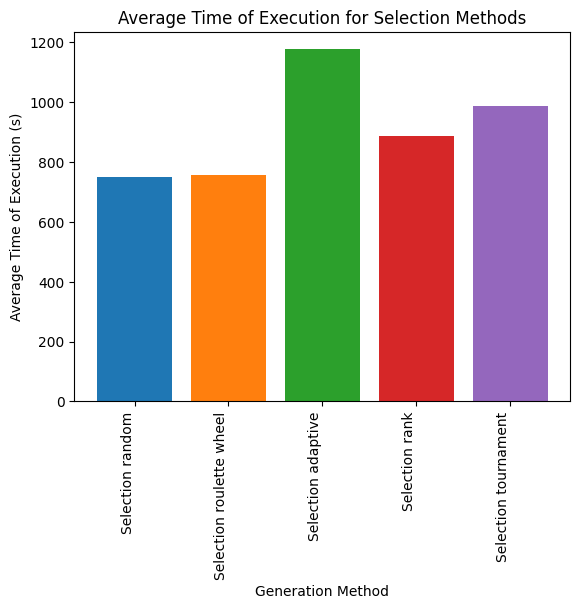 Average Time of Execution for Selection Methods
Average Time of Execution (s)
1200
1000
800
600
400
200
0
Selection random
Selection roulette wheel
Selection adaptive
Selection rank
Selection tournament
Generation Method